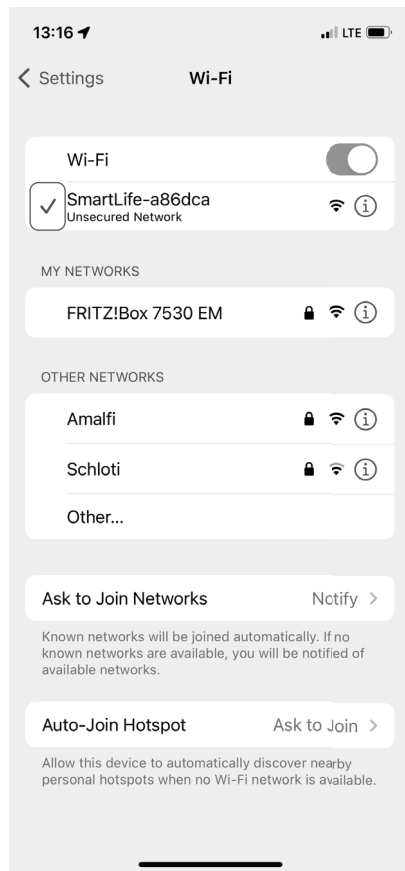 13:16
LTE
Settings
Wi-Fi
Wi-Fi
SmartLife-a86dca
Unsecured Network
MY NETWORKS
FRITZ!Box 7530 EM
OTHER NETWORKS
Amalfi
Schloti
Other...
Ask to Join Networks Notify
Known networks will be joined automatically. If no
known networks are available, you will be notified of
available networks.
Auto-Join Hotspot Ask to Join
Allow this device to automatically discover nearby
personal hotspots when no Wi-Fi network is available.